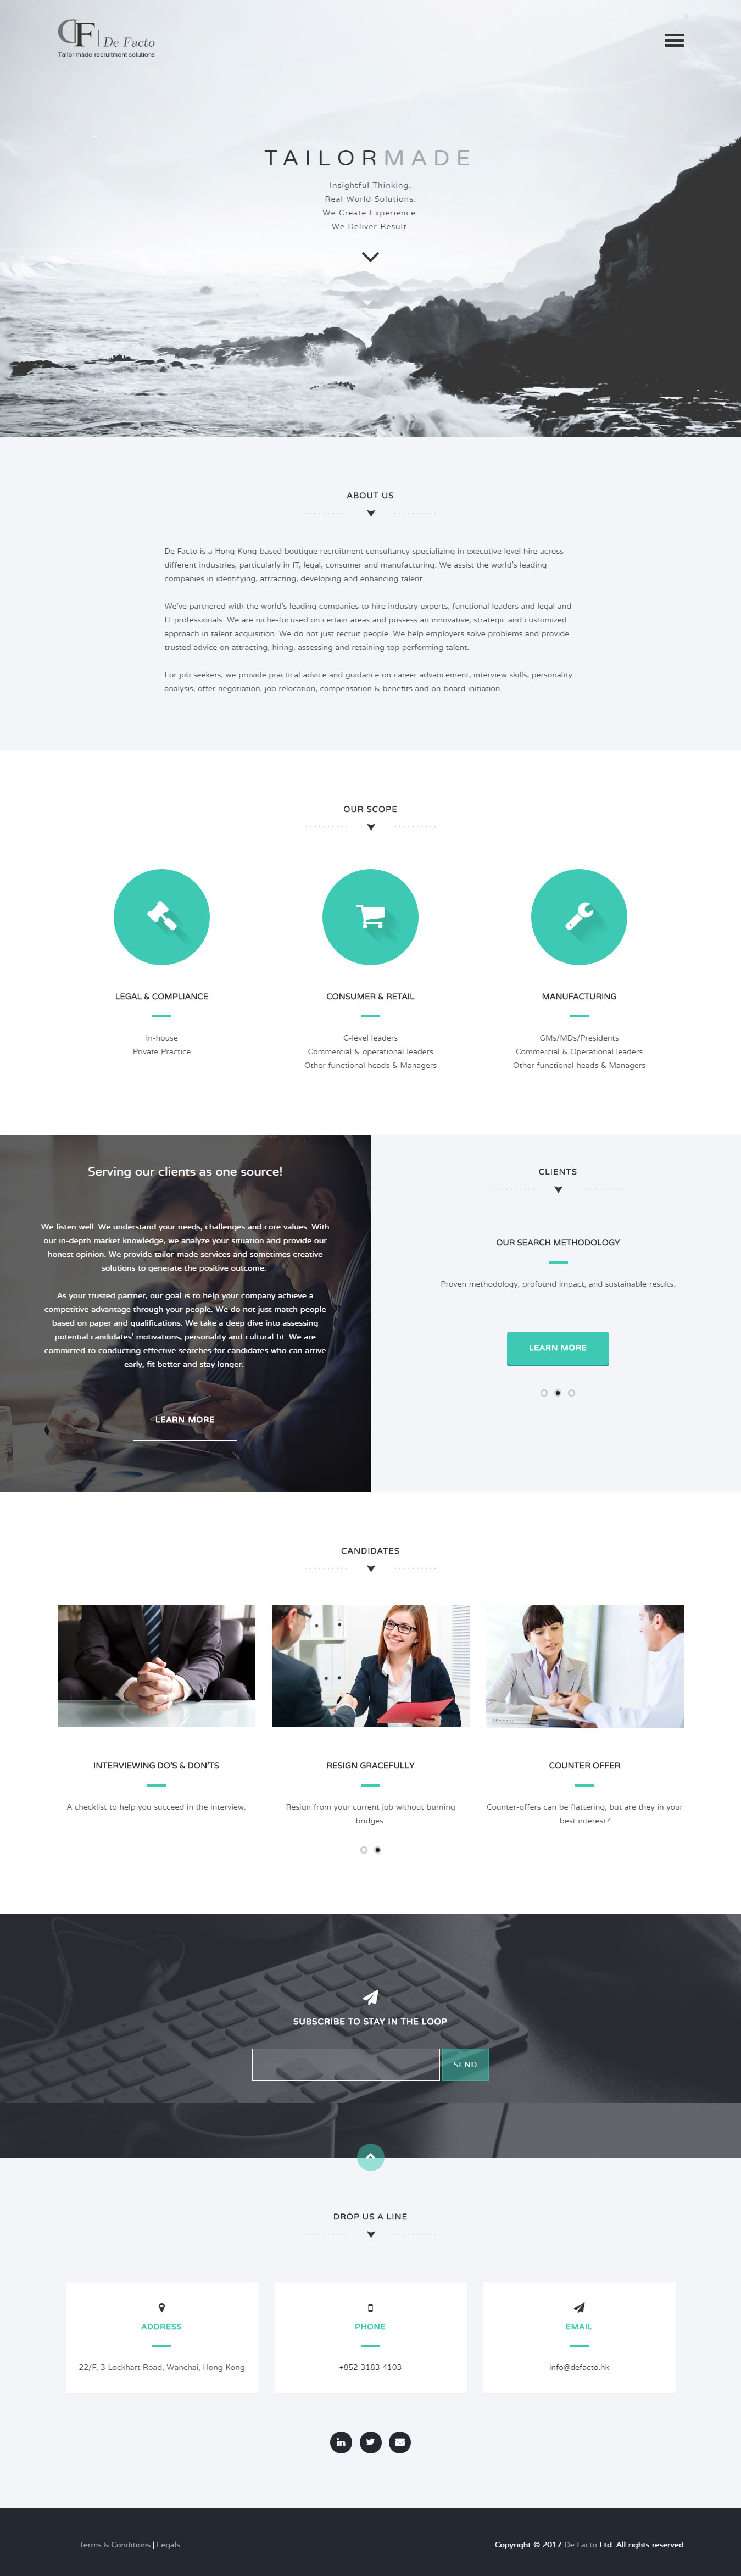 DF | De Facto
Tailor made recruitment solutions
TAILORMADE
Insightful Thinking.
Real World Solutions.
We Create Experience.
We Deliver Result.
ABOUT US
De Facto is a Hong Kong-based boutique recruitment consultancy specializing in executive level hire across
different industries, particularly in IT, legal, consumer and manufacturing. We assist the world's leading
companies in identifying, attracting, developing and enhancing talent.
We've partnered with the world's leading companies to hire industry experts, functional leaders and legal and
IT professionals. We are niche-focused on certain areas and possess an innovative, strategic and customized
approach in talent acquisition. We do not just recruit people. We help employers solve problems and provide
trusted advice on attracting, hiring, assessing and retaining top performing talent.
For job seekers, we provide practical advice and guidance on career advancement, interview skills, personality
analysis, offer negotiation, job relocation, compensation & benefits and on-board initiation.
OUR SCOPE
LEGAL & COMPLIANCE
In-house
Private Practice
CONSUMER & RETAIL
C-level leaders
Commercial & operational leaders
Other functional heads & Managers
MANUFACTURING
GMs/MDs/Presidents
Commercial & Operational leaders
Other functional heads & Managers
Serving our clients as one source!
We listen well. We understand your needs, challenges and core values. With
our in-depth market knowledge, we analyze your situation and provide our
honest opinion. We provide tailor-made services and sometimes creative
solutions to generate the positive outcome.
As your trusted partner, our goal is to help your company achieve a
competitive advantage through your people. We do not just match people
based on paper and qualifications. We take a deep dive into assessing
potential candidates' motivations, personality and cultural fit. We are
committed to conducting effective searches for candidates who can arrive
early, fit better and stay longer.
LEARN MORE
CLIENTS
OUR SEARCH METHODOLOGY
Proven methodology, profound impact, and sustainable results.
LEARN MORE
CANDIDATES
INTERVIEWING DO'S & DON'TS
A checklist to help you succeed in the interview.
RESIGN GRACEFULLY
Resign from your current job without burning
bridges.
COUNTER OFFER
Counter-offers can be flattering, but are they in your
best interest?
SUBSCRIBE TO STAY IN THE LOOP
SEND
DROP US A LINE
ADDRESS
22/F, 3 Lockhart Road, Wanchai, Hong Kong
PHONE
+852 3183 4103
EMAIL
info@defacto.hk
Terms & Conditions | Legals
Copyright © 2017 De Facto Ltd. All rights reserved